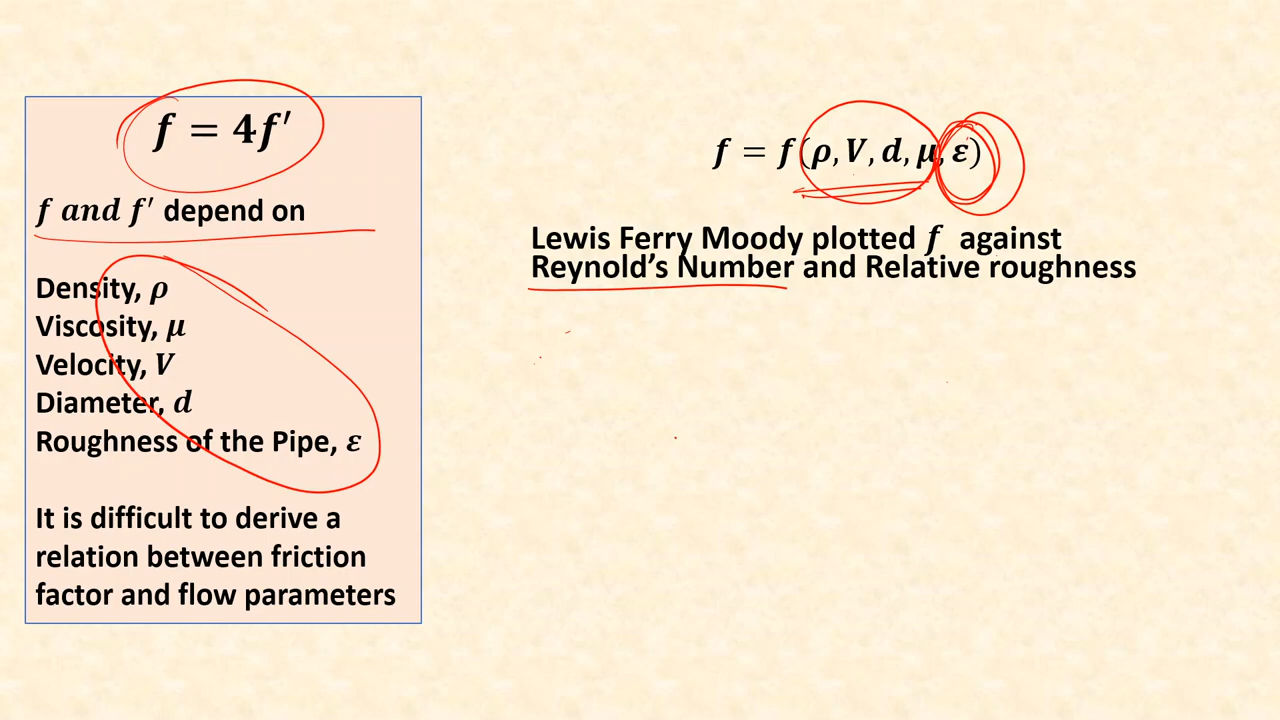 f = 4f′
f and f′ depend on
Density, ρ
Viscosity, μ
Velocity, V
Diameter, d
Roughness of the Pipe, ε
It is difficult to derive a
relation between friction
factor and flow parameters
f = f(ρ, V, d, μ, ε)
Lewis Ferry Moody plotted f against
Reynold’s Number and Relative roughness